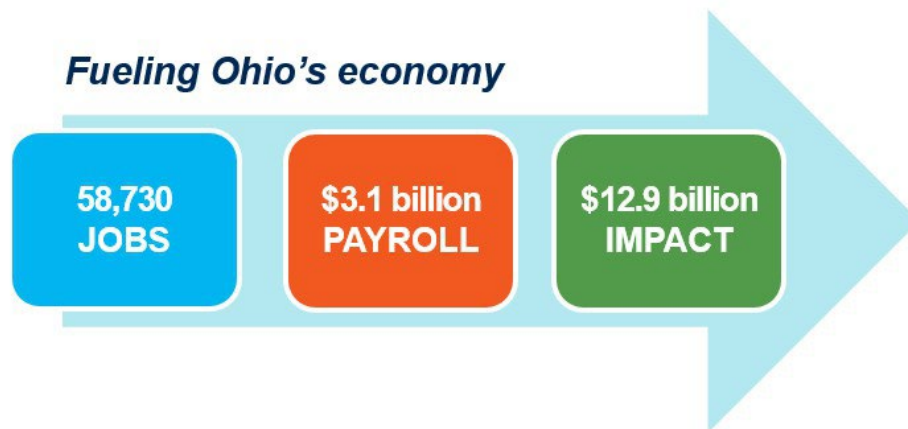 Fueling Ohio’s economy
58,730
JOBS
$3.1 billion
PAYROLL
$12.9 billion
IMPACT